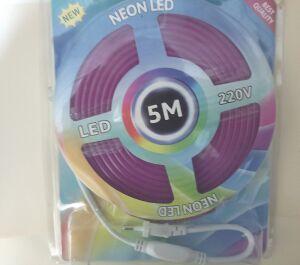 NEW
NEON LED
BEST
QUALITY
5M
LED
220V
NEON LED